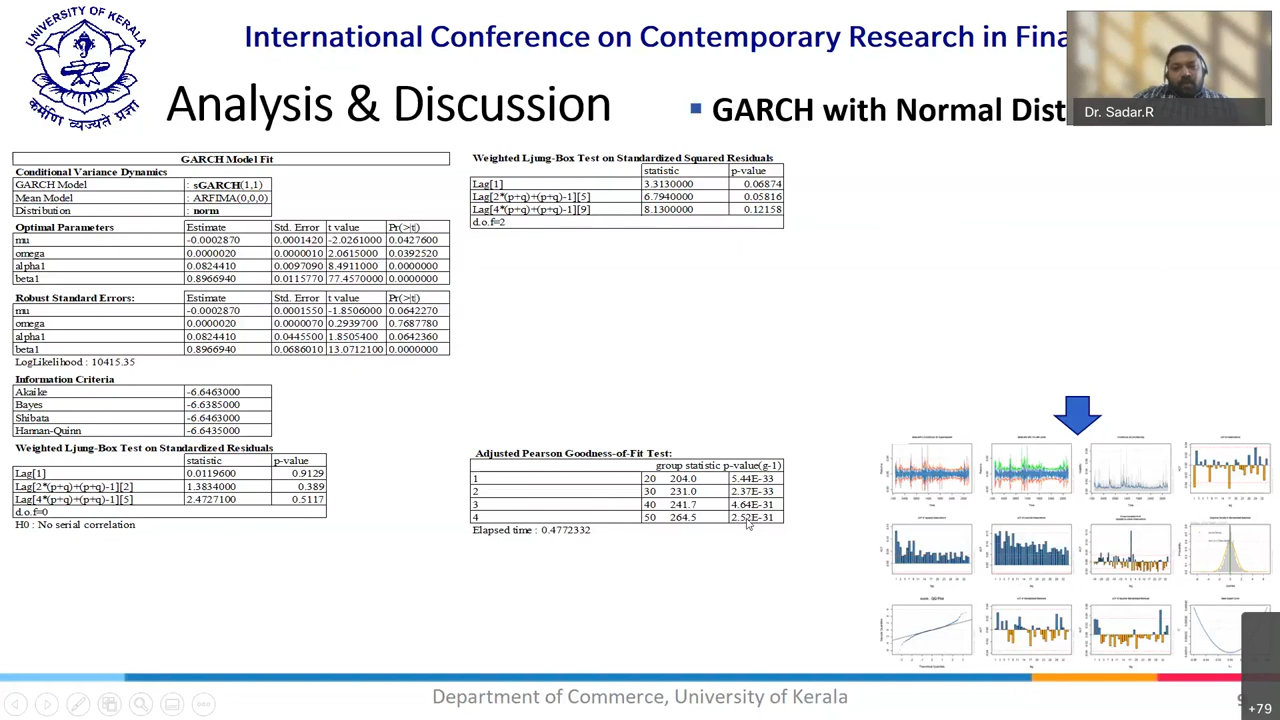 UNIVERSITY OF KERALA
कर्मणि व्यज्यते प्रज्ञा
International Conference on Contemporary Research in Fina
Dr. Sadar.R
Analysis & Discussion
▪ GARCH with Normal Dist
GARCH Model Fit
Conditional Variance Dynamics
GARCH Model : sGARCH(1,1)
Mean Model : ARFIMA(0,0,0)
Distribution : norm
Optimal Parameters Estimate Std. Error t value Pr(>|t|)
mu -0.0002870 0.0001420 -2.0261000 0.0427600
omega 0.0000020 0.0000010 2.0615000 0.0392520
alpha1 0.0824410 0.0097090 8.4911000 0.0000000
beta1 0.8966940 0.0115770 77.4570000 0.0000000
Robust Standard Errors: Estimate Std. Error t value Pr(>|t|)
mu -0.0002870 0.0001550 -1.8506000 0.0642270
omega 0.0000020 0.0000070 0.2939700 0.7687780
alpha1 0.0824410 0.0445500 1.8505400 0.0642360
beta1 0.8966940 0.0686010 13.0712100 0.0000000
LogLikelihood : 10415.35
Information Criteria
Akaike -6.6463000
Bayes -6.6385000
Shibata -6.6463000
Hannan-Quinn -6.6435000
Weighted Ljung-Box Test on Standardized Residuals
statistic p-value
Lag[1] 0.0119600 0.9129
Lag[2*(p+q)+(p+q)-1][2] 1.3834000 0.389
Lag[4*(p+q)+(p+q)-1][5] 2.4727100 0.5117
d.o.f=0
H0 : No serial correlation
Weighted Ljung-Box Test on Standardized Squared Residuals
statistic p-value
Lag[1] 3.3130000 0.06874
Lag[2*(p+q)+(p+q)-1][5] 6.7940000 0.05816
Lag[4*(p+q)+(p+q)-1][9] 8.1300000 0.12158
d.o.f=2
Adjusted Pearson Goodness-of-Fit Test:
group statistic p-value(g-1)
1 20 204.0 5.44E-33
2 30 231.0 2.37E-33
3 40 241.7 4.64E-31
4 50 264.5 2.52E-31
Elapsed time : 0.4772332
Department of Commerce, University of Kerala
+79